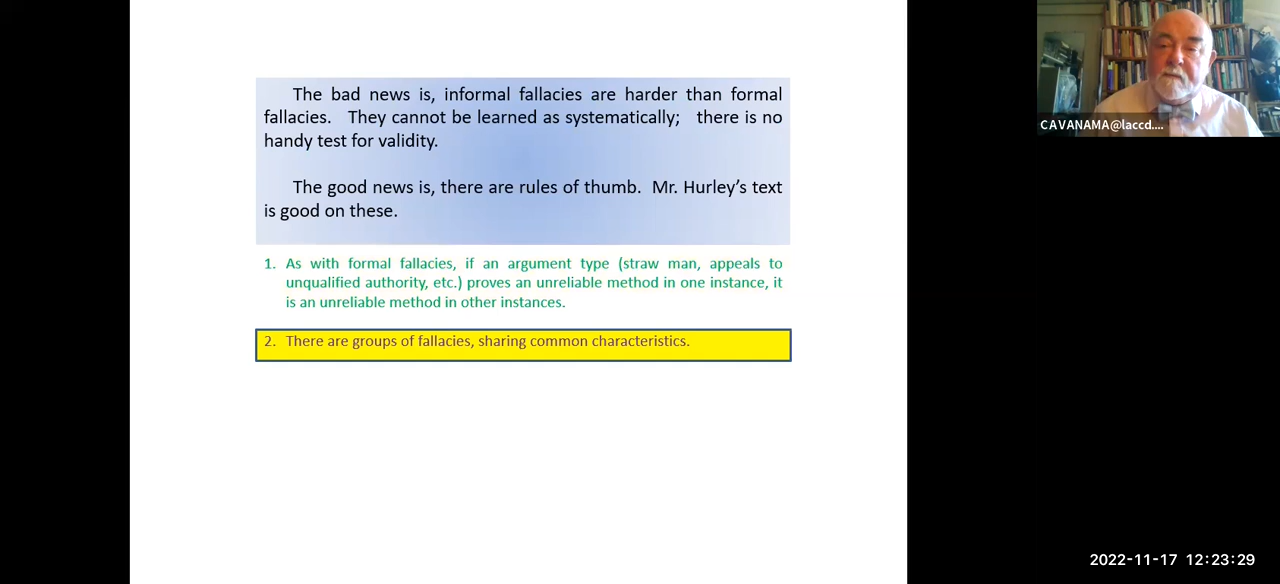 The bad news is, informal fallacies are harder than formal
fallacies. They cannot be learned as systematically; there is no
handy test for validity.
The good news is, there are rules of thumb. Mr. Hurley’s text
is good on these.
1. As with formal fallacies, if an argument type (straw man, appeals to
unqualified authority, etc.) proves an unreliable method in one instance, it
is an unreliable method in other instances.
2. There are groups of fallacies, sharing common characteristics.
CAVANAMA@laccd....
2022-11-17 12:23:29